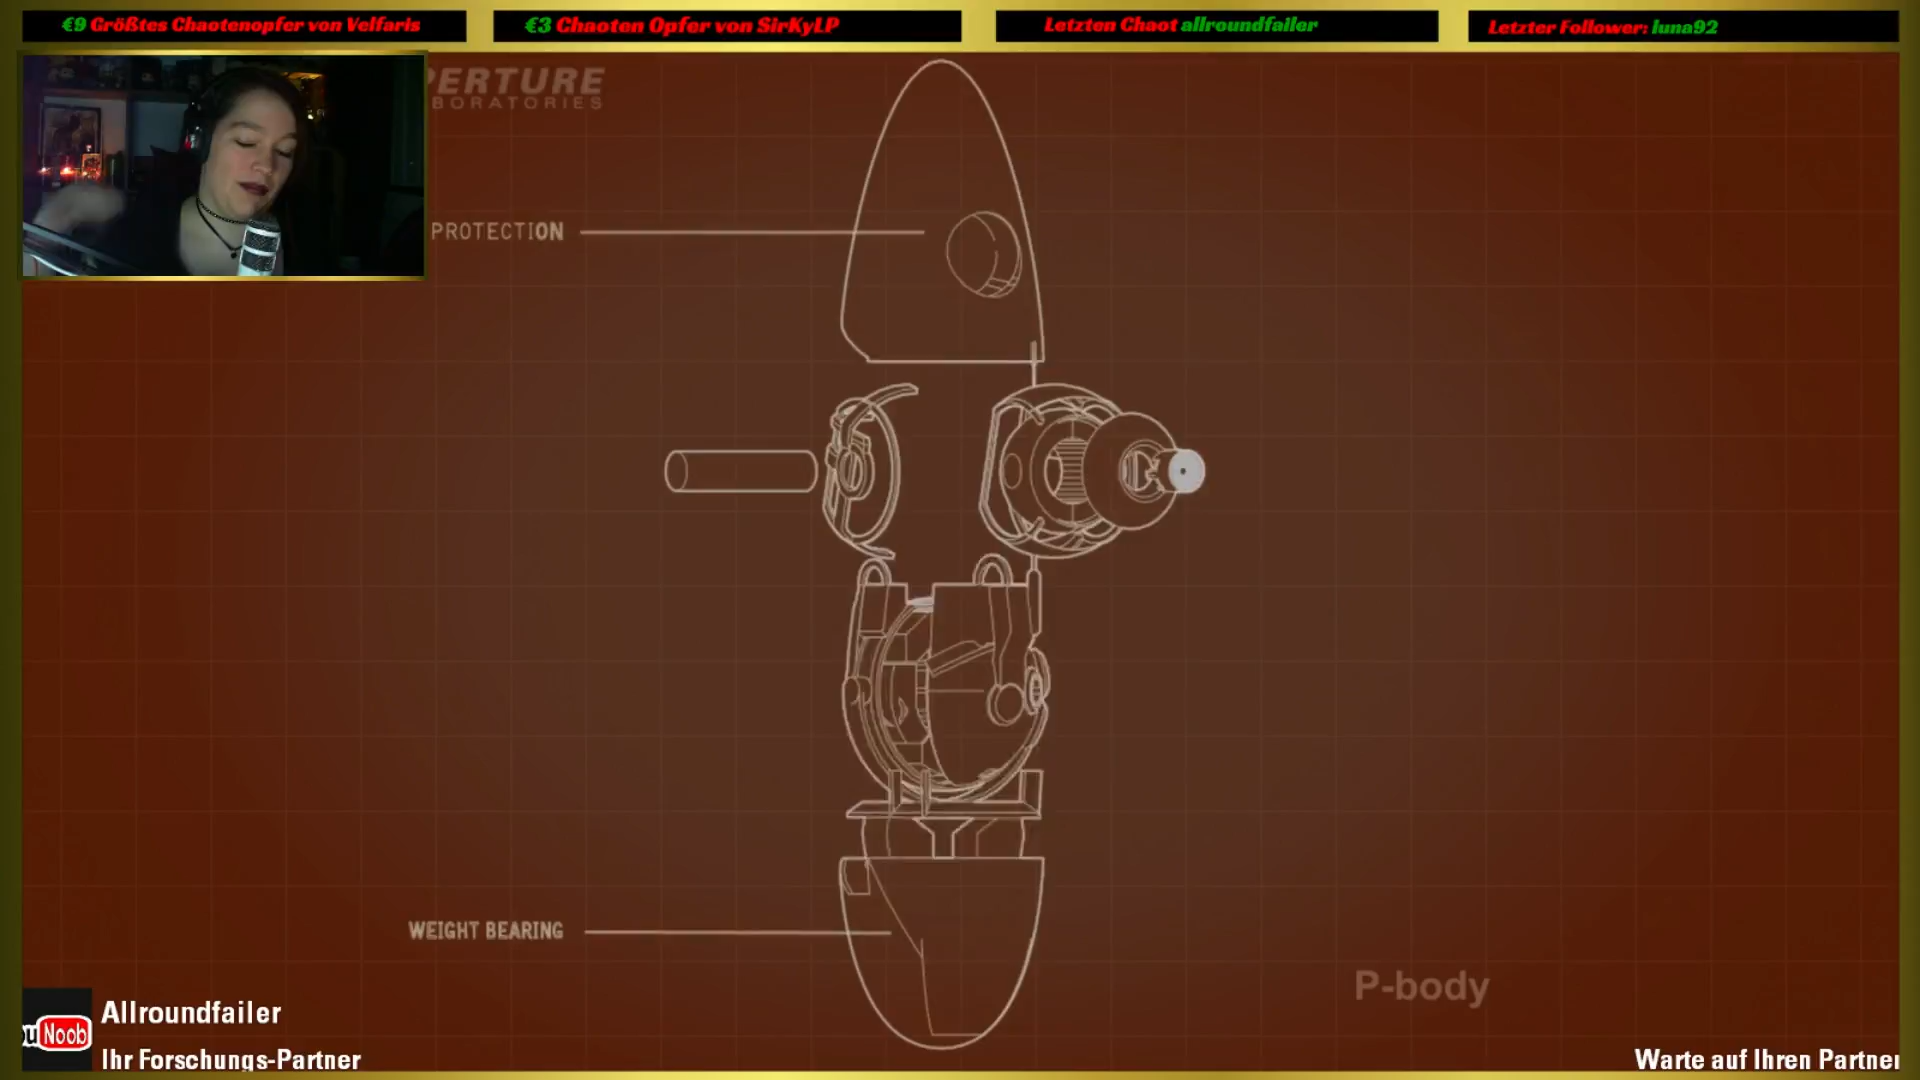 €9 Größtes Chaotenopfer von Velfaris
€3 Chaoten Opfer von SirKyLP
Letzten Chaot allroundfailer
Letzter Follower: luna92
PERTURE
BORATORIES
PROTECTION
WEIGHT BEARING
P-body
Allroundfailer
Noob
Ihr Forschungs-Partner
Warte auf Ihren Partner